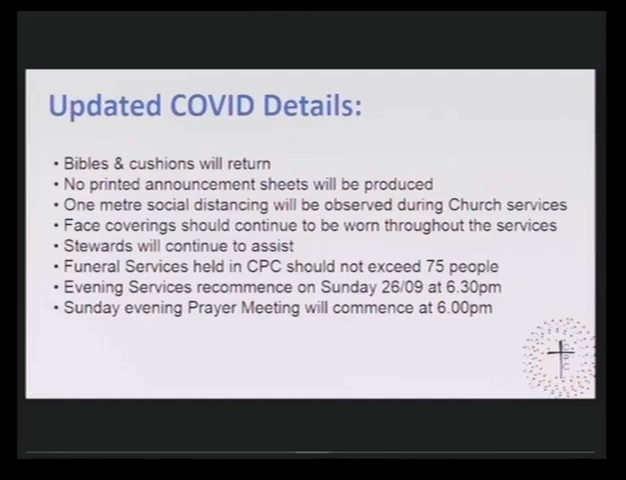 Updated COVID Details:
• Bibles & cushions will return
• No printed announcement sheets will be produced
• One metre social distancing will be observed during Church services
• Face coverings should continue to be worn throughout the services
• Stewards will continue to assist
• Funeral Services held in CPC should not exceed 75 people
• Evening Services recommence on Sunday 26/09 at 6.30pm
• Sunday evening Prayer Meeting will commence at 6.00pm
CPC